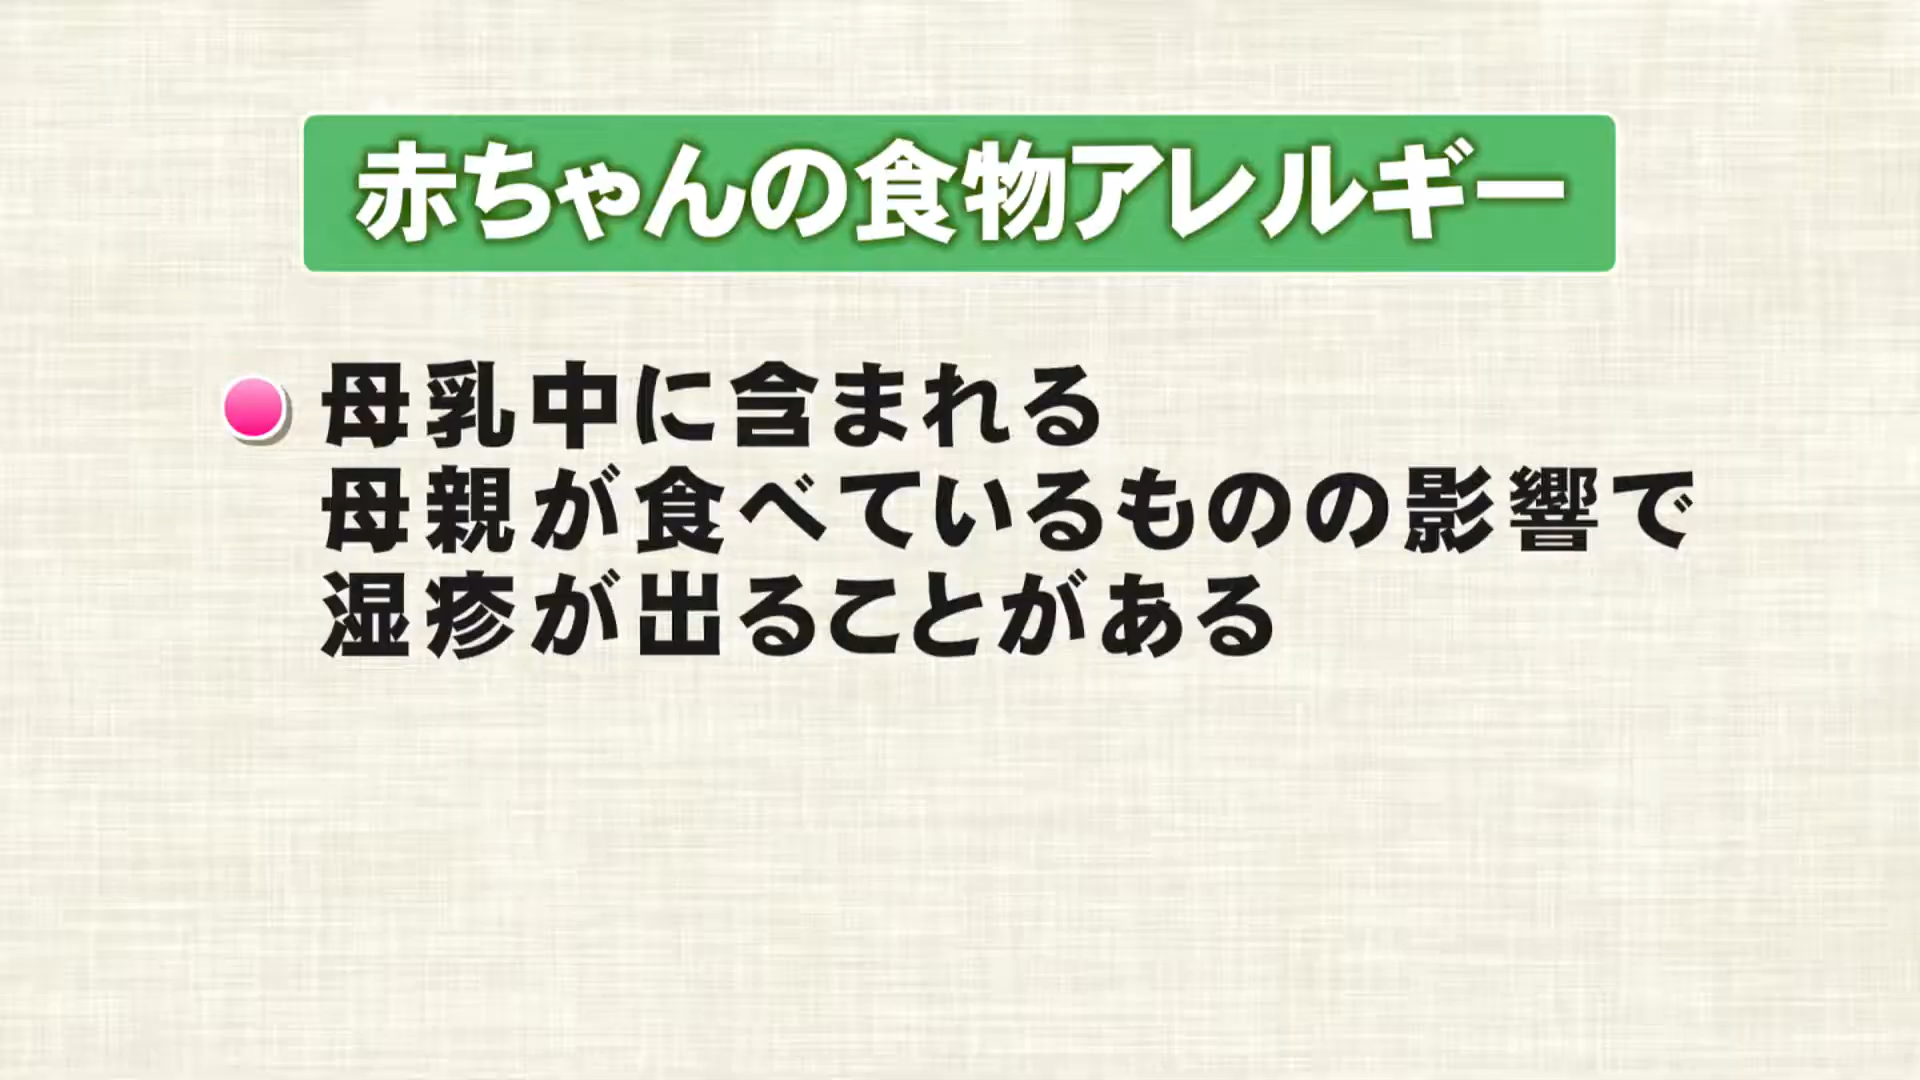 赤ちゃんの食物アレルギー
母乳中に含まれる
母親が食べているものの影響で
湿疹が出ることがある